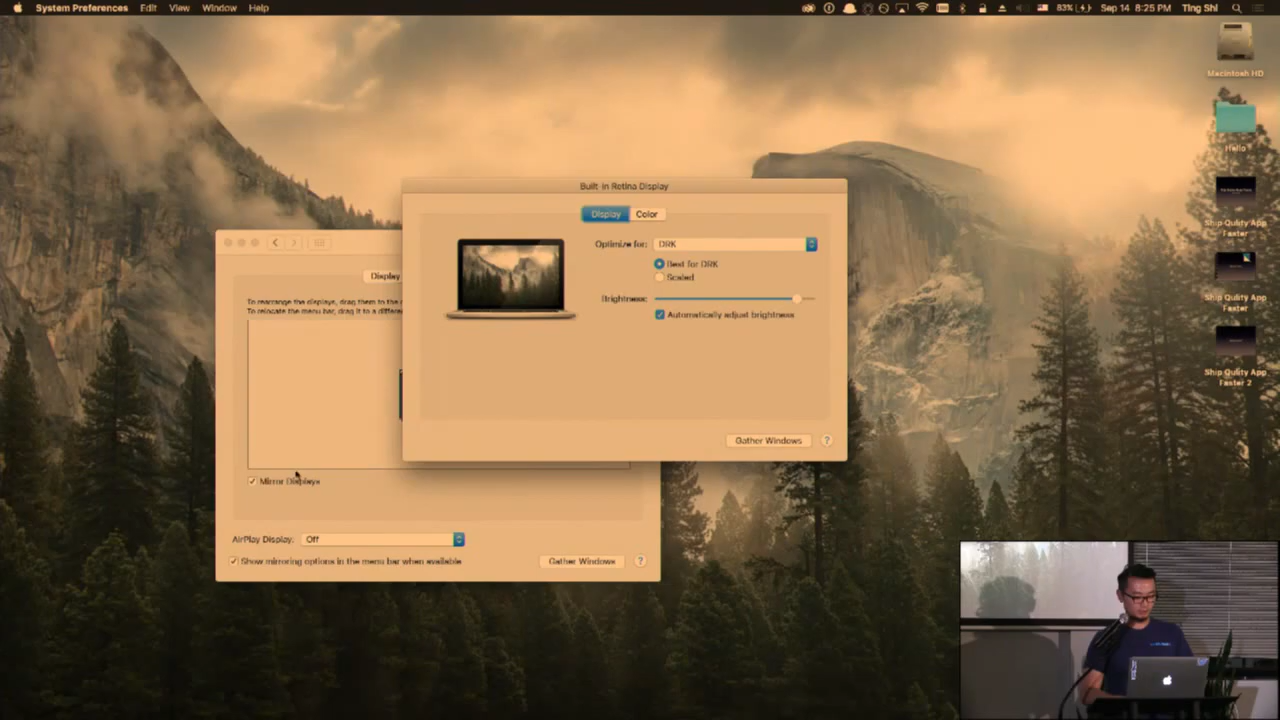 System Preferences Edit View Window Help
83% Sep 14 8:25 PM Ting Shi
Macintosh HD
Hello
Ship Qulity App
Faster
Ship Qulity App
Faster
Ship Qulity App
Faster 2
Built-in Retina Display
Display Color
Optimize for: DRK
Best for DRK
Scaled
Brightness:
Automatically adjust brightness
Gather Windows ?
Display
To rearrange the displays, drag them to the
To relocate the menu bar, drag it to a differe
Mirror Displays
AirPlay Display: Off
Show mirroring options in the menu bar when available
Gather Windows ?